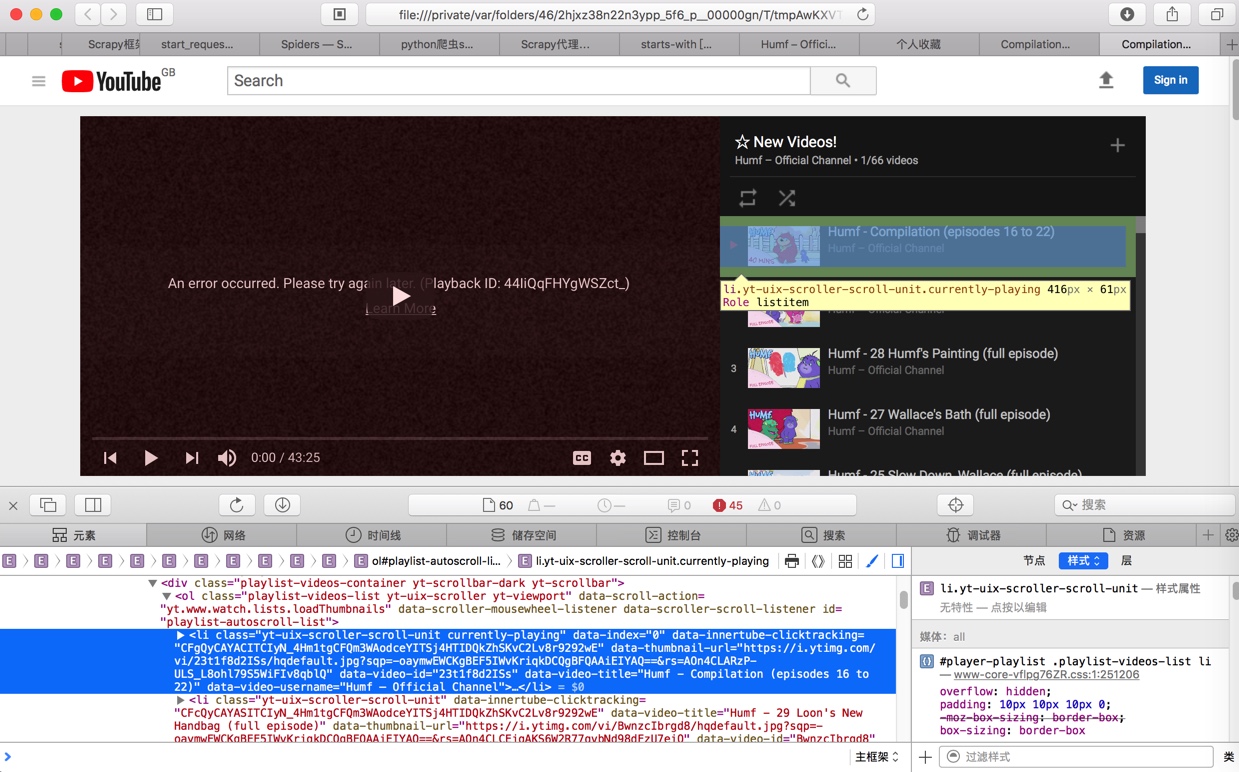 file:///private/var/folders/46/2hjxz38n22n3ypp_5f6_p__00000gn/T/tmpAwKXV
Scrapy框架
start_reques...
Spiders — S...
python爬虫s...
Scrapy代理...
starts-with [...
Humf – Offici...
个人收藏
Compilation...
Compilation...
YouTube GB
Search
Sign in
An error occurred. Please try again later. (Playback ID: 44IiQqFHYgWSZct_)
Learn More
0:00 / 43:25
CC
☆ New Videos!
Humf – Official Channel • 1/66 videos
Humf - Compilation (episodes 16 to 22)
Humf – Official Channel
40 MINS
li.yt-uix-scroller-scroll-unit.currently-playing 416px × 61px
Role listitem
Humf – Official Channel
3
Humf - 28 Humf's Painting (full episode)
Humf – Official Channel
4
Humf - 27 Wallace's Bath (full episode)
Humf – Official Channel
Humf - 25 Slow Down, Wallace (full episode)
60
—
—
0
45
0
搜索
元素
网络
时间线
储存空间
控制台
搜索
调试器
资源
E E E E E E E E E E E E ol#playlist-autoscroll-li... E li.yt-uix-scroller-scroll-unit.currently-playing
节点
样式
层
<div class="playlist-videos-container yt-scrollbar-dark yt-scrollbar">
<ol class="playlist-videos-list yt-uix-scroller yt-viewport" data-scroll-action=
"yt.www.watch.lists.loadThumbnails" data-scroller-mousewheel-listener data-scroller-scroll-listener id=
"playlist-autoscroll-list">
<li class="yt-uix-scroller-scroll-unit currently-playing" data-index="0" data-innertube-clicktracking=
"CFgQyCAYACITCIyN_4Hm1tgCFQm3WAodceYITSj4HTIDQkZhSKvC2Lv8r9292wE" data-thumbnail-url="https://i.ytimg.com/
vi/23t1f8d2ISs/hqdefault.jpg?sqp=-oaymwEWCKgBEF5IWvKriqkDCQgBFQAAiEIYAQ==&rs=AOn4CLARzP-
ULS_L8ohl79S5WiFIv8qblQ" data-video-id="23t1f8d2ISs" data-video-title="Humf - Compilation (episodes 16 to
22)" data-video-username="Humf – Official Channel">…</li> = $0
<li class="yt-uix-scroller-scroll-unit" data-innertube-clicktracking=
"CFcQyCAYASITCIyN_4Hm1tgCFQm3WAodceYITSj4HTIDQkZhSKvC2Lv8r9292wE" data-video-title="Humf - 29 Loon's New
Handbag (full episode)" data-thumbnail-url="https://i.ytimg.com/vi/BwnzcIbrgd8/hqdefault.jpg?sqp=-
oaymwEWCKgBEF5IWvKriqkDCQgBFQAAiEIYAQ==&rs=AOn4CLCEigAKS6W2R77gybNd98dEzU7ejQ" data-video-id="BwnzcIbrgd8"
li.yt-uix-scroller-scroll-unit — 样式属性
无特性 — 点按以编辑
媒体: all
#player-playlist .playlist-videos-list li
— www-core-vflpg76ZR.css:1:251206
overflow: hidden;
padding: 10px 10px 10px 0;
-moz-box-sizing: border-box;
box-sizing: border-box
主框架
过滤样式
类